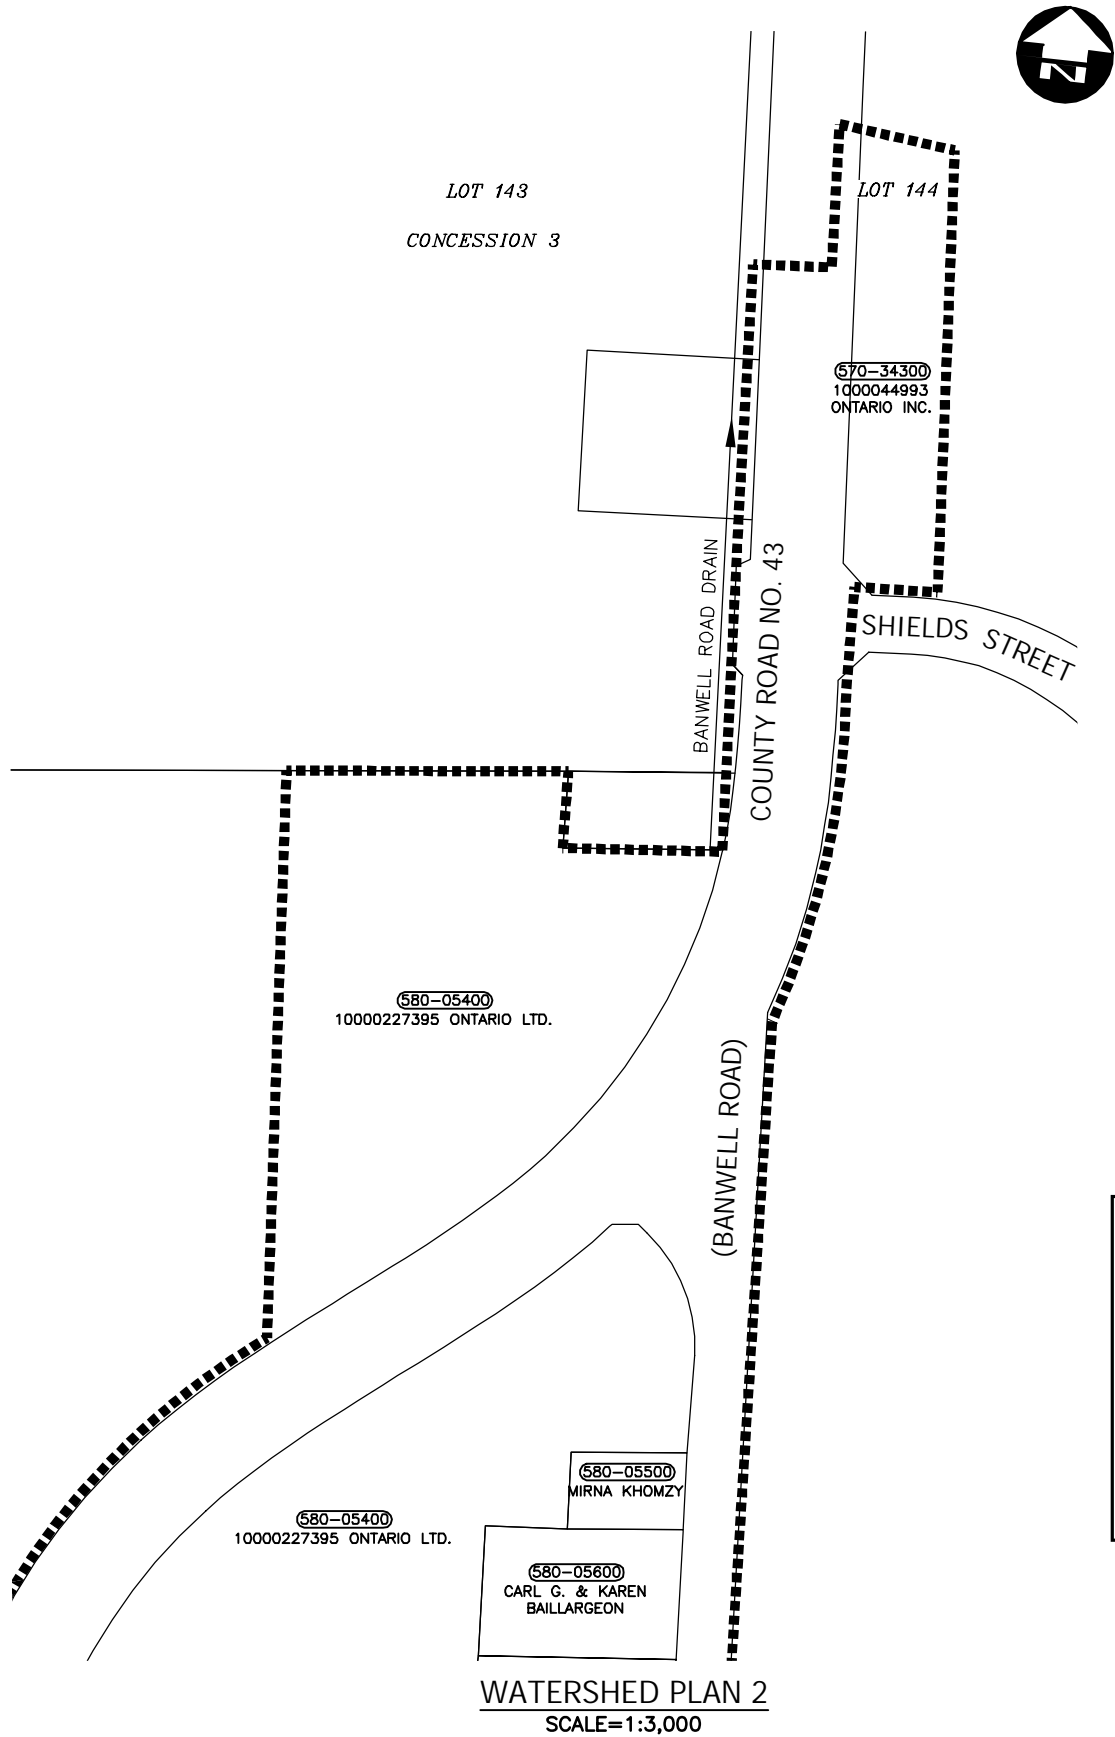 N
LOT 143
CONCESSION 3
LOT 144
570-34300
1000044993
ONTARIO INC.
BANWELL ROAD DRAIN
COUNTY ROAD NO. 43
SHIELDS STREET
580-05400
10000227395 ONTARIO LTD.
(BANWELL ROAD)
580-05500
MIRNA KHOMZY
580-05400
10000227395 ONTARIO LTD.
580-05600
CARL G. & KAREN
BAILLARGEON
WATERSHED PLAN 2
SCALE=1:3,000